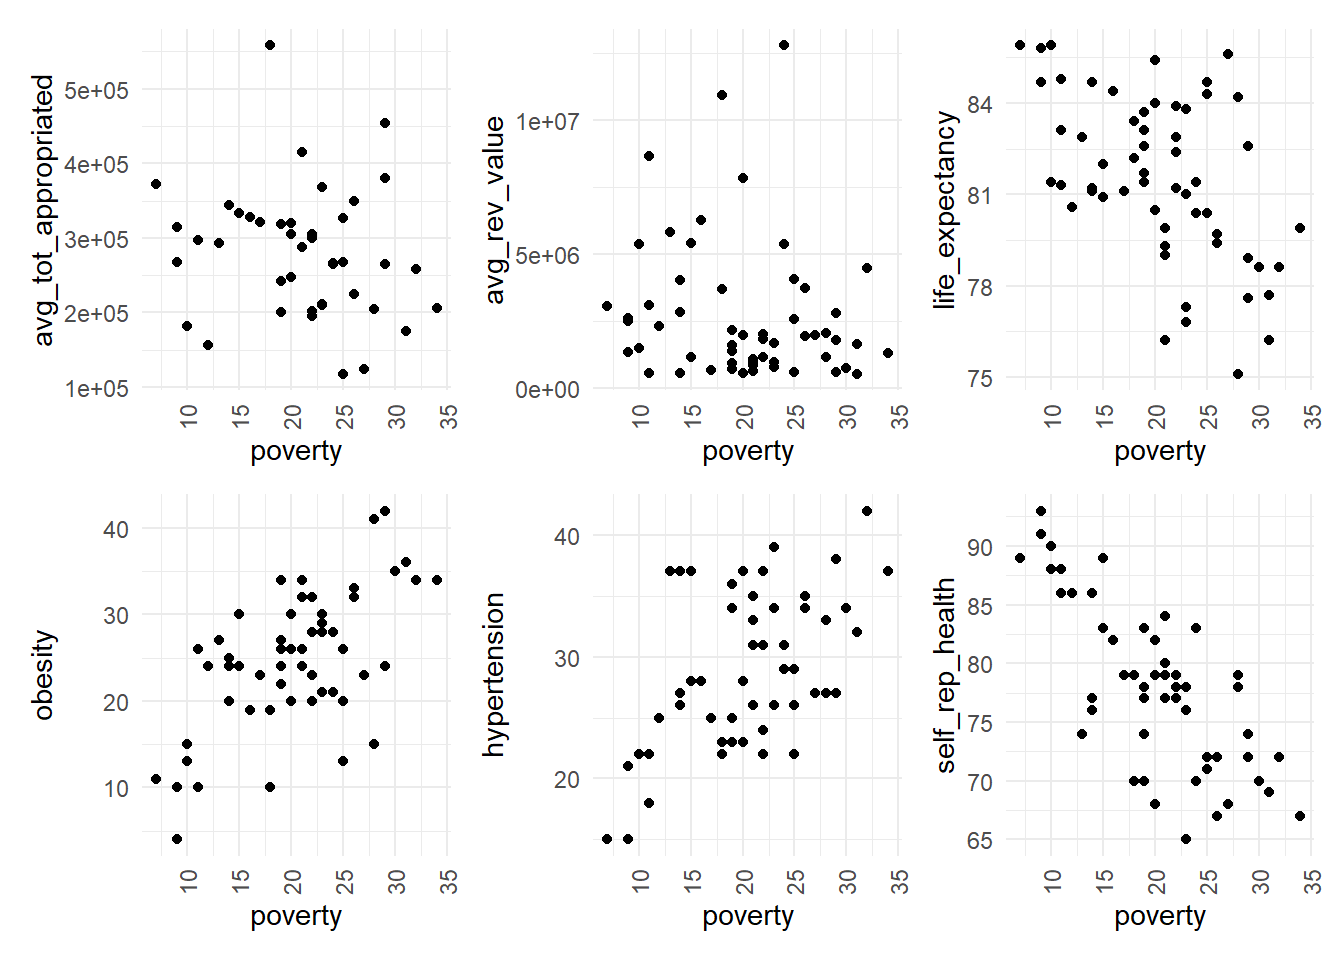 avg_tot_appropriated
5e+05
4e+05
3e+05
2e+05
1e+05
10 15 20 25 30 35
poverty
avg_rev_value
1e+07
5e+06
0e+00
10 15 20 25 30 35
poverty
life_expectancy
84
81
78
75
10 15 20 25 30 35
poverty
obesity
40
30
20
10
10 15 20 25 30 35
poverty
hypertension
40
30
20
10 15 20 25 30 35
poverty
self_rep_health
90
85
80
75
70
65
10 15 20 25 30 35
poverty